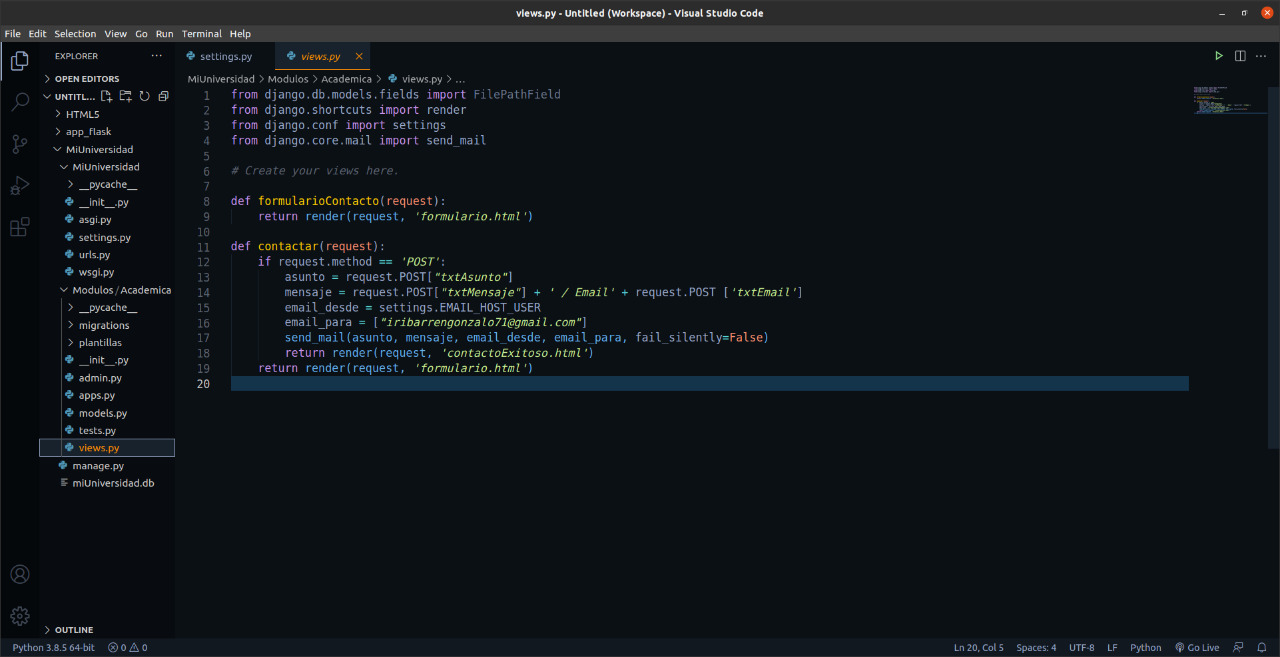 views.py - Untitled (Workspace) - Visual Studio Code
File Edit Selection View Go Run Terminal Help
EXPLORER
OPEN EDITORS
UNTITL...
HTML5
app_flask
MiUniversidad
MiUniversidad
__pycache__
__init__.py
asgi.py
settings.py
urls.py
wsgi.py
Modulos / Academica
__pycache__
migrations
plantillas
__init__.py
admin.py
apps.py
models.py
tests.py
views.py
manage.py
miUniversidad.db
OUTLINE
settings.py views.py
MiUniversidad > Modulos > Academica > views.py > ...
1 from django.db.models.fields import FilePathField
2 from django.shortcuts import render
3 from django.conf import settings
4 from django.core.mail import send_mail
5
6 # Create your views here.
7
8 def formularioContacto(request):
9 return render(request, 'formulario.html')
10
11 def contactar(request):
12 if request.method == 'POST':
13 asunto = request.POST["txtAsunto"]
14 mensaje = request.POST["txtMensaje"] + ' / Email' + request.POST ['txtEmail']
15 email_desde = settings.EMAIL_HOST_USER
16 email_para = ["iribarrengonzalo71@gmail.com"]
17 send_mail(asunto, mensaje, email_desde, email_para, fail_silently=False)
18 return render(request, 'contactoExitoso.html')
19 return render(request, 'formulario.html')
20
Python 3.8.5 64-bit 0 0 Ln 20, Col 5 Spaces: 4 UTF-8 LF Python Go Live